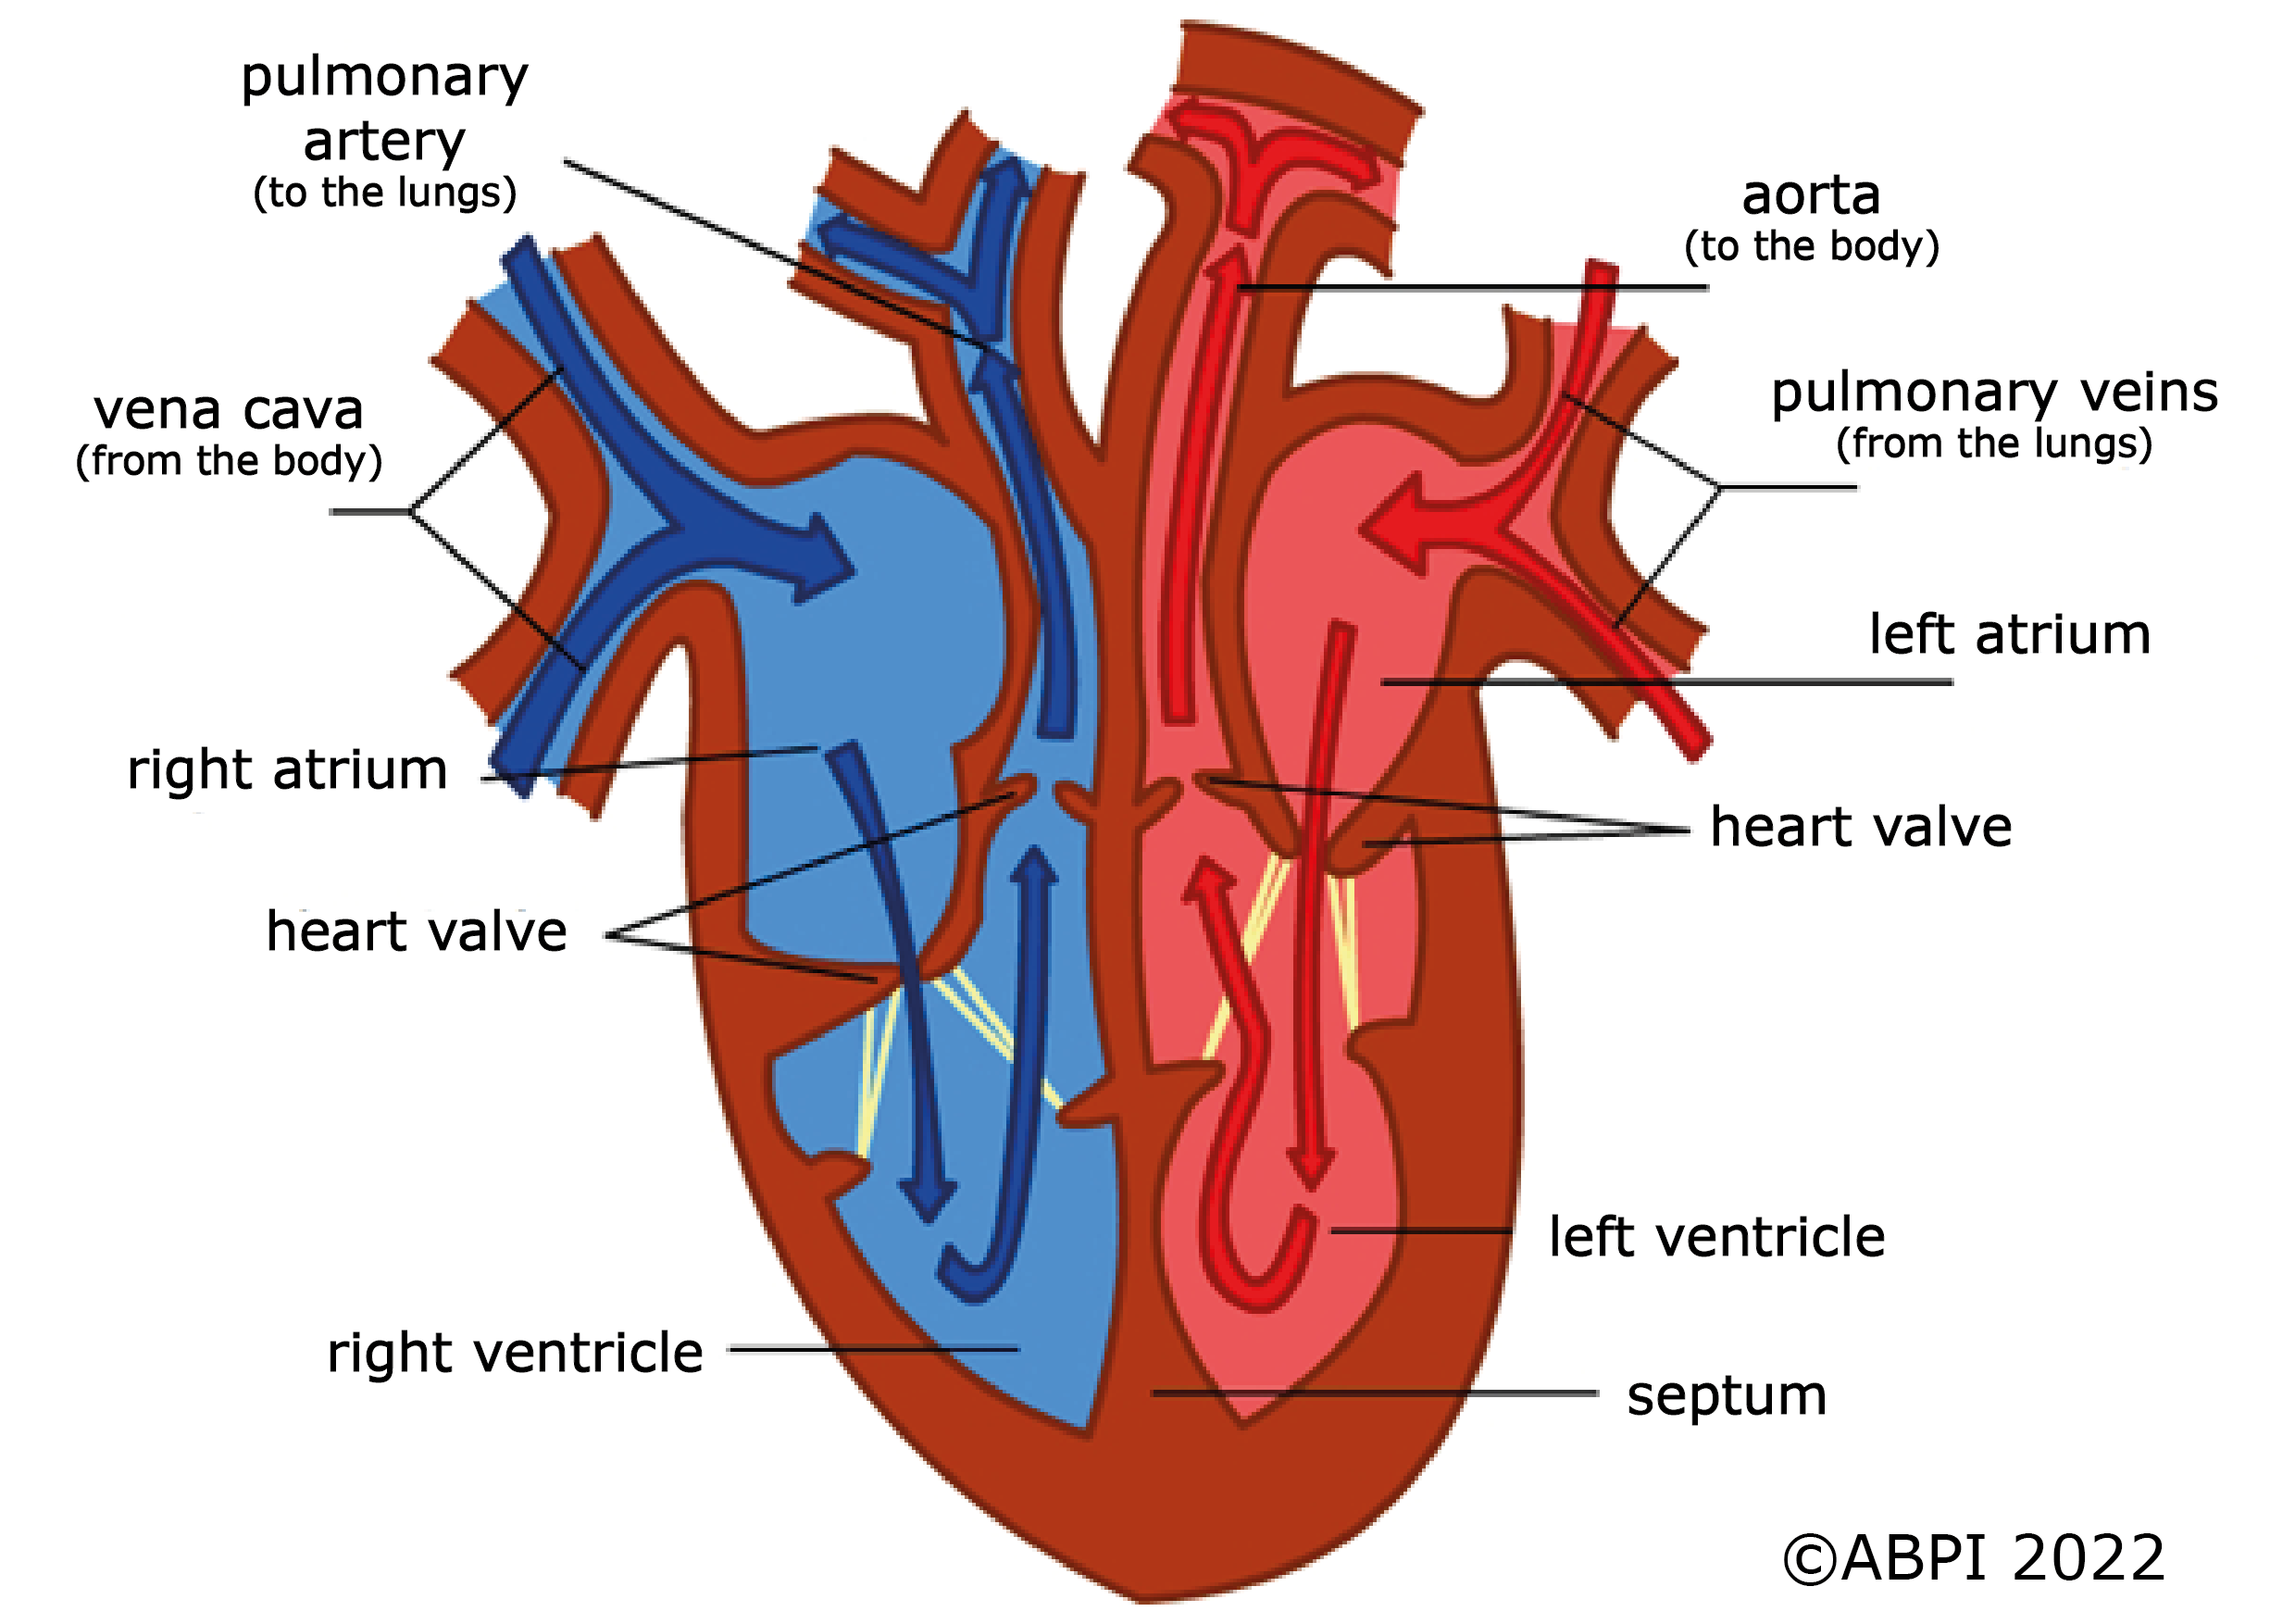 pulmonary
artery
(to the lungs)
aorta
(to the body)
vena cava
(from the body)
pulmonary veins
(from the lungs)
left atrium
right atrium
heart valve
heart valve
left ventricle
right ventricle
septum
©ABPI 2022